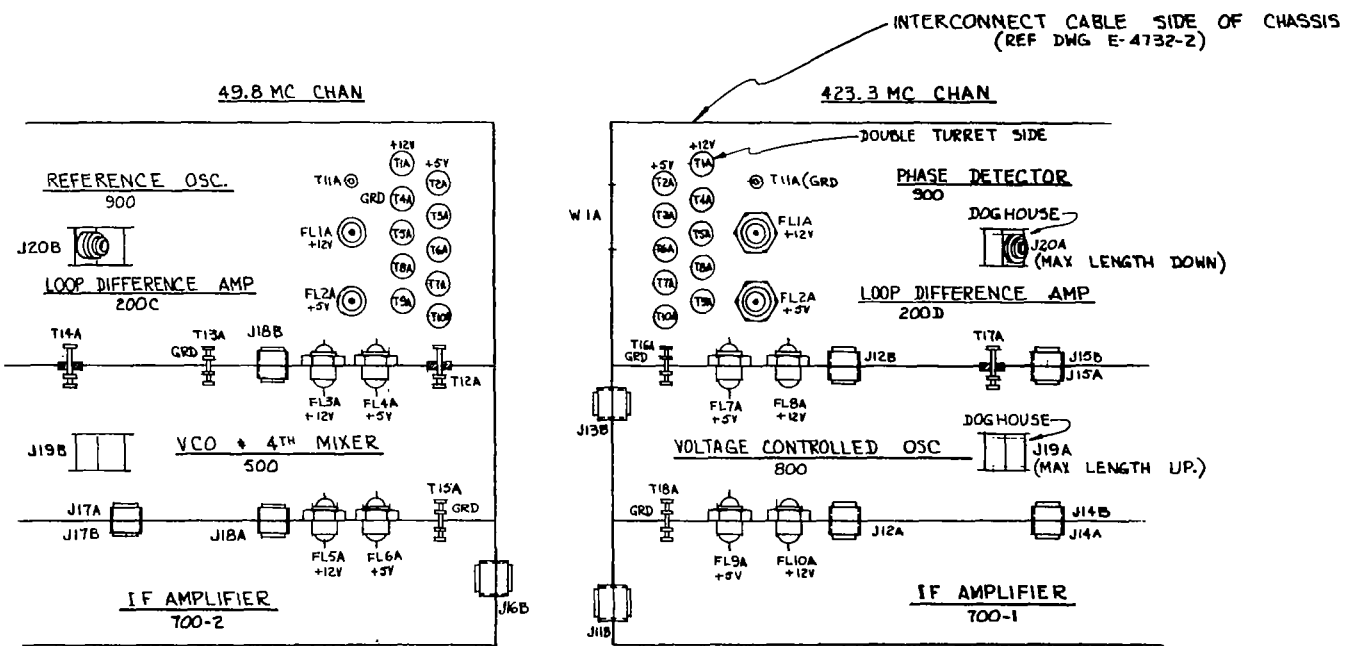 INTERCONNECT CABLE SIDE OF CHASSIS
(REF DWG E-4732-2)
49.8 MC CHAN
REFERENCE OSC.
900
J20B
LOOP DIFFERENCE AMP
200C
T11A
FL1A
+12V
FL2A
+5V
+12V
T1A
GRD T4A
T5A
T8A
T9A
+5V
T2A
T3A
T6A
T7A
T10A
T14A
T13A
GRD
J18B
FL3A
+12V
FL4A
+5V
T12A
J19B
VCO & 4TH MIXER
500
J17A
J17B
J18A
FL5A
+12V
FL6A
+5V
T15A
GRD
IF AMPLIFIER
700-2
J16B
423.3 MC CHAN
DOUBLE TURRET SIDE
W1A
+5V
T2A
T3A
T6A
T7A
T10A
+12V
T1A
T4A
T5A
T8A
T9A
T11A(GRD
FL1A
+12V
FL2A
+5V
PHASE DETECTOR
900
DOGHOUSE
J20A
(MAX LENGTH DOWN)
LOOP DIFFERENCE AMP
200D
T16A
GRD
FL7A
+5V
FL8A
+12V
J12B
T17A
J15B
J15A
J13B
VOLTAGE CONTROLLED OSC
800
DOGHOUSE
J19A
(MAX LENGTH UP.)
T18A
GRD
FL9A
+5V
FL10A
+12V
J12A
J14B
J14A
IF AMPLIFIER
700-1
J11B